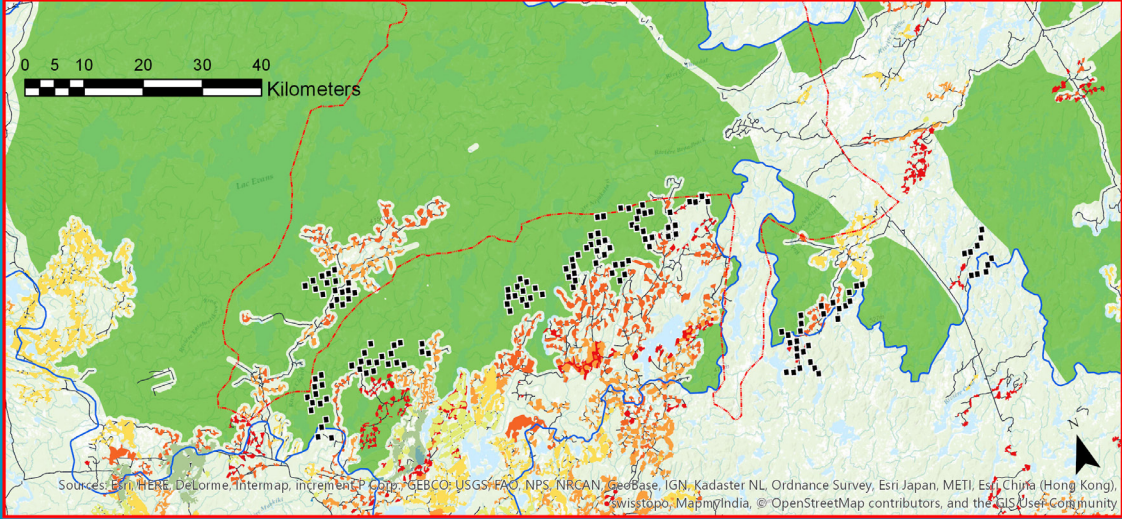 0 5 10 20 30 40
Kilometers
Lac Evans
N
Sources: Esri, HERE, DeLorme, Intermap, increment P Corp., GEBCO, USGS, FAO, NPS, NRCAN, GeoBase, IGN, Kadaster NL, Ordnance Survey, Esri Japan, METI, Esri China (Hong Kong),
swisstopo, MapmyIndia, © OpenStreetMap contributors, and the GIS User Community